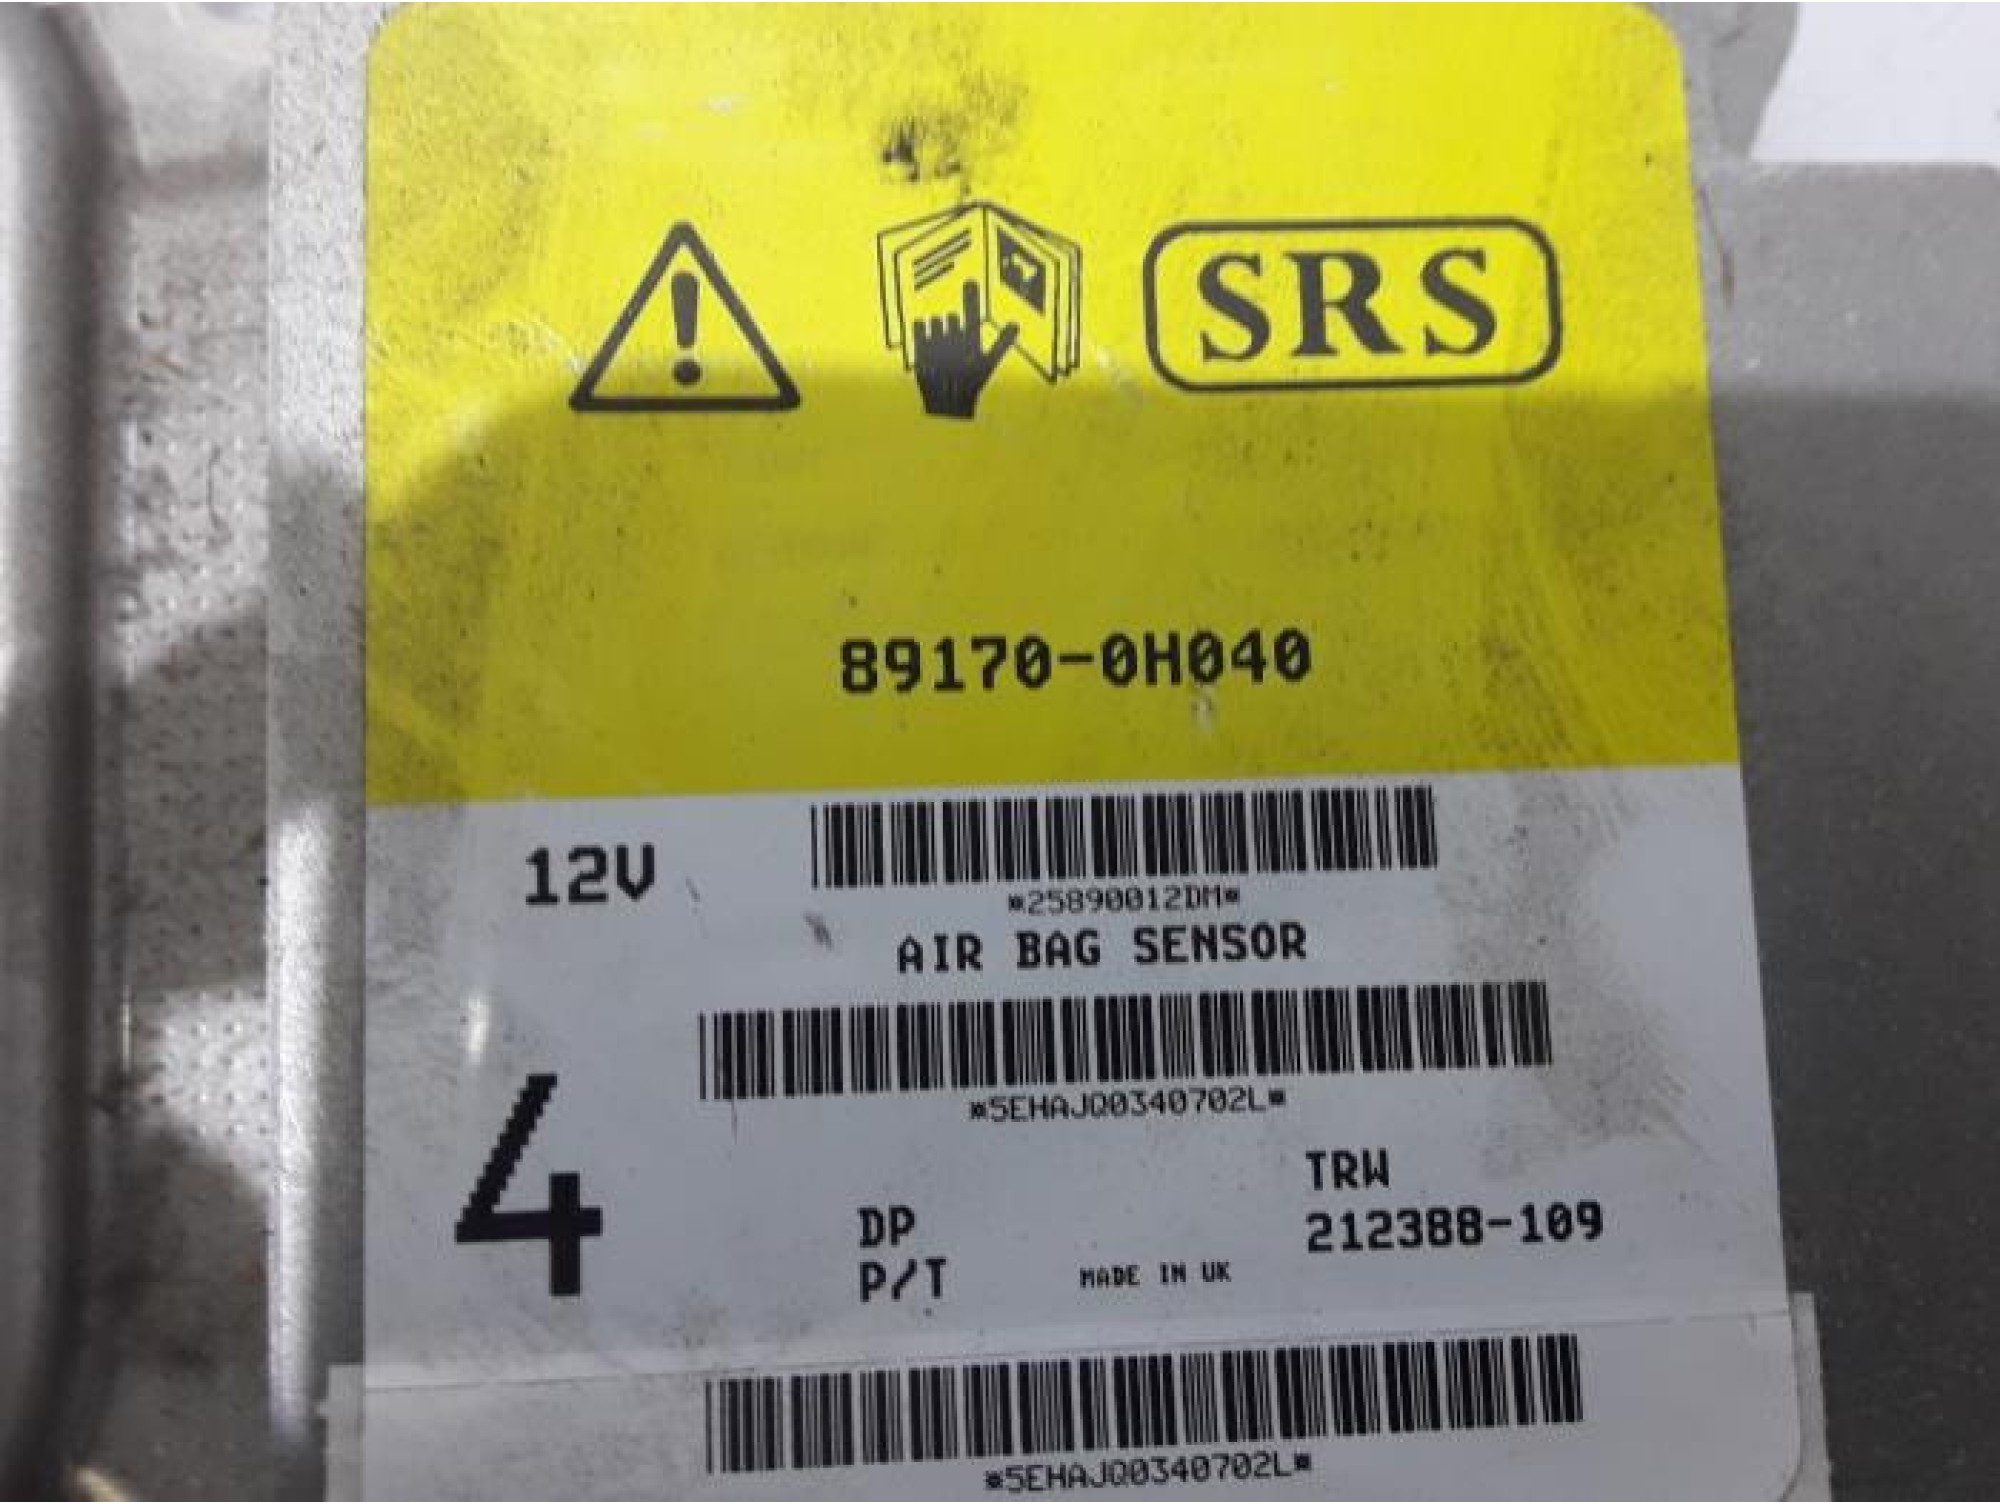 SRS
89170-0H040
12V
*25890012DM*
AIR BAG SENSOR
*5EHAJQ0340702L*
4
TRW
DP
212388-109
P/T
MADE IN UK
*5EHAJQ0340702L*